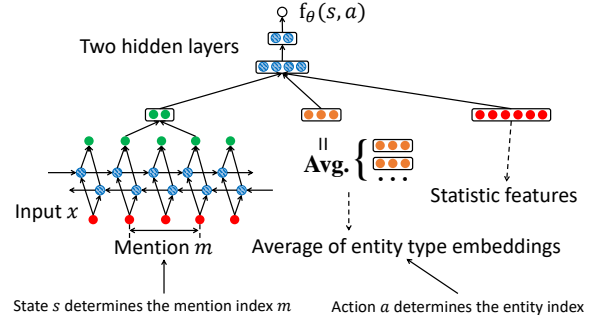 f_θ(s, a)
Two hidden layers
Avg. { ...
Statistic features
Input x
Mention m
Average of entity type embeddings
State s determines the mention index m
Action a determines the entity index